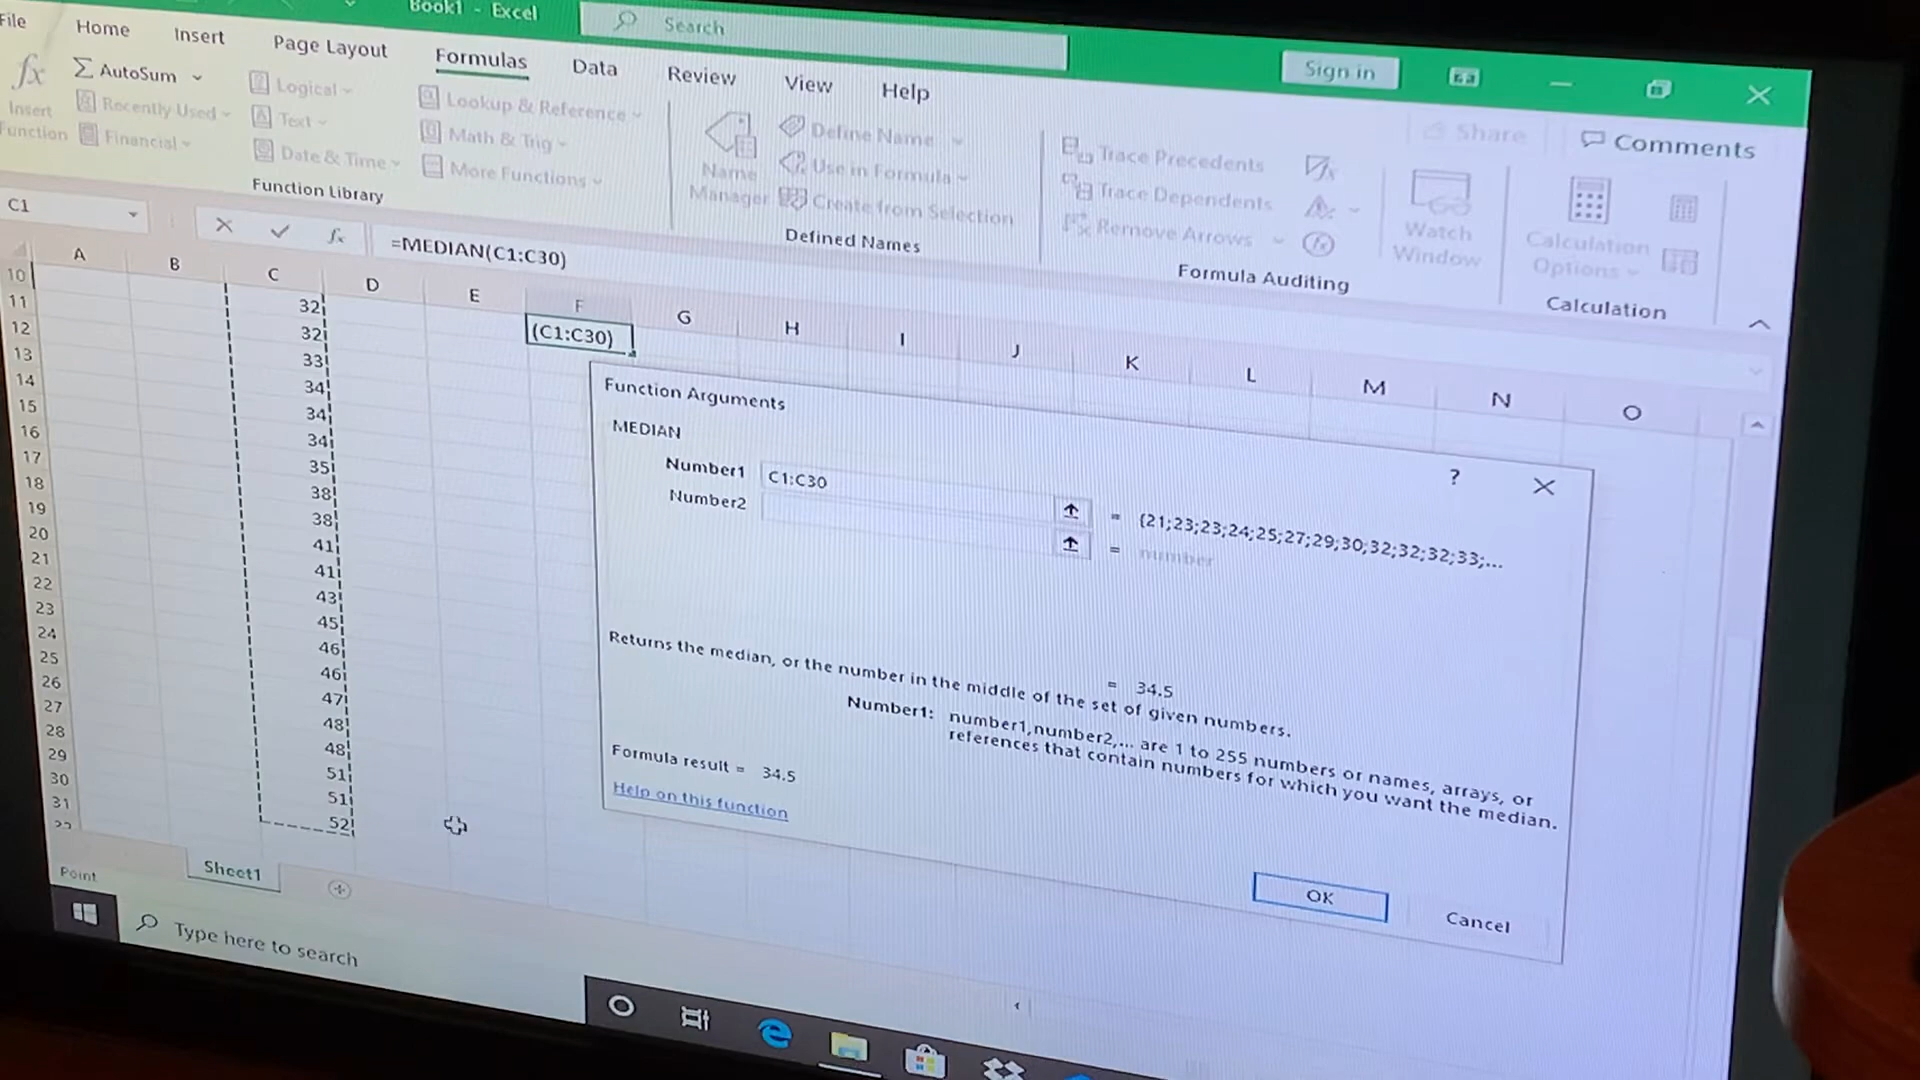 Book1 - Excel
Search
Sign in
File Home Insert Page Layout Formulas Data Review View Help
Share Comments
fx Insert Function
AutoSum
Recently Used
Financial
Logical
Text
Date & Time
Lookup & Reference
Math & Trig
More Functions
Function Library
Name Manager
Define Name
Use in Formula
Create from Selection
Defined Names
Trace Precedents
Trace Dependents
Remove Arrows
Formula Auditing
Watch Window
Calculation Options
Calculation
C1
fx
=MEDIAN(C1:C30)
A B C D E F G H I J K L M N O
10
11 32
12 32
13 33
14 34
15 34
16 34
17 35
18 38
19 38
20 41
21 41
22 43
23 45
24 46
25 46
26 47
27 48
28 48
29 51
30 51
31 52
(C1:C30)
Function Arguments
? 
MEDIAN
Number1 C1:C30 = {21;23;23;24;25;27;29;30;32;32;32;33;...
Number2 = number
= 34.5
Returns the median, or the number in the middle of the set of given numbers.
Number1: number1,number2,... are 1 to 255 numbers or names, arrays, or
references that contain numbers for which you want the median.
Formula result = 34.5
Help on this function
OK Cancel
Sheet1
Point
Type here to search